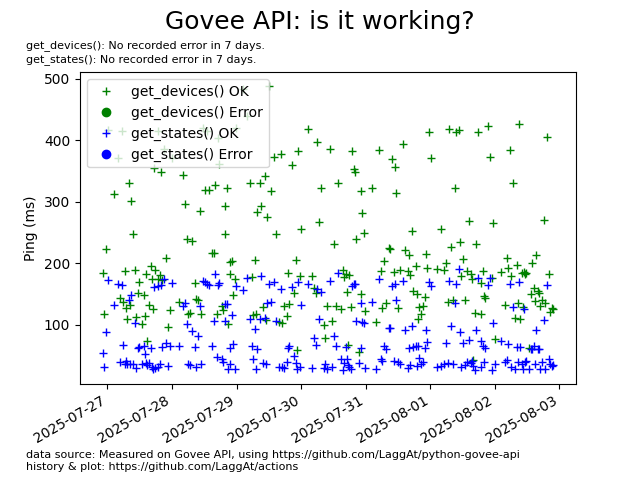 Govee API: is it working?
get_devices(): No recorded error in 7 days.
get_states(): No recorded error in 7 days.
get_devices() OK
get_devices() Error
get_states() OK
get_states() Error
Ping (ms)
500
400
300
200
100
2025-07-27
2025-07-28
2025-07-29
2025-07-30
2025-07-31
2025-08-01
2025-08-02
2025-08-03
data source: Measured on Govee API, using https://github.com/LaggAt/python-govee-api
history & plot: https://github.com/LaggAt/actions